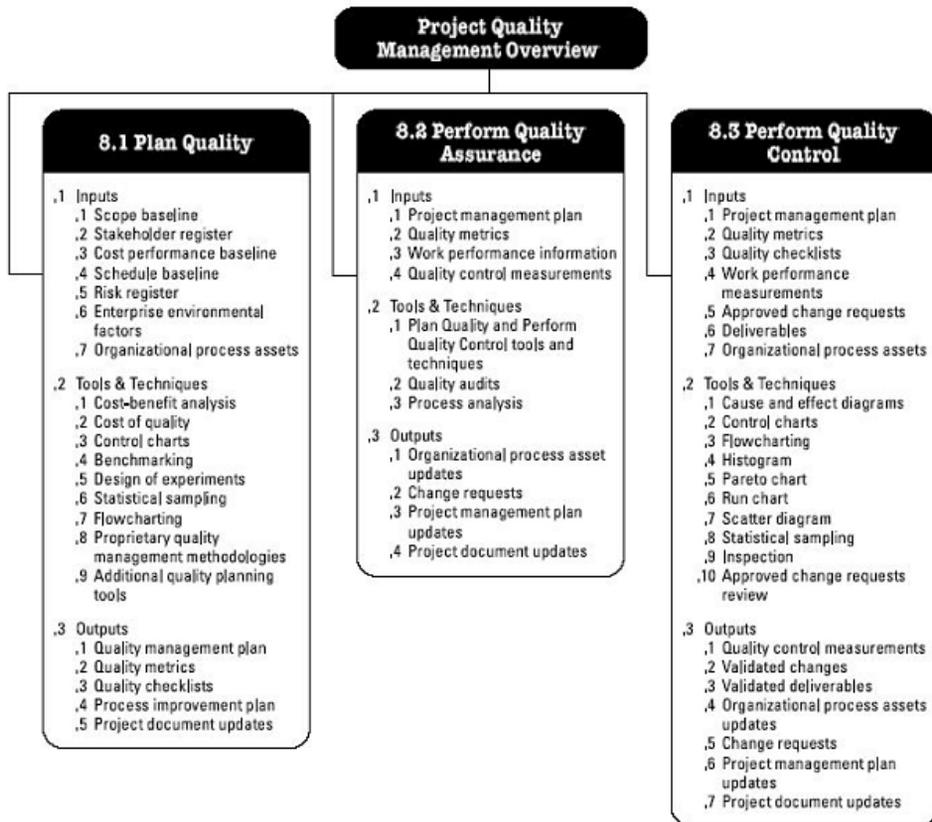 Project Quality
Management Overview
8.1 Plan Quality
,1 Inputs
,1 Scope baseline
,2 Stakeholder register
,3 Cost performance baseline
,4 Schedule baseline
,5 Risk register
,6 Enterprise environmental
factors
,7 Organizational process assets
,2 Tools & Techniques
,1 Cost-benefit analysis
,2 Cost of quality
,3 Control charts
,4 Benchmarking
,5 Design of experiments
,6 Statistical sampling
,7 Flowcharting
,8 Proprietary quality
management methodologies
,9 Additional quality planning
tools
,3 Outputs
,1 Quality management plan
,2 Quality metrics
,3 Quality checklists
,4 Process improvement plan
,5 Project document updates
8.2 Perform Quality
Assurance
,1 Inputs
,1 Project management plan
,2 Quality metrics
,3 Work performance information
,4 Quality control measurements
,2 Tools & Techniques
,1 Plan Quality and Perform
Quality Control tools and
techniques
,2 Quality audits
,3 Process analysis
,3 Outputs
,1 Organizational process asset
updates
,2 Change requests
,3 Project management plan
updates
,4 Project document updates
8.3 Perform Quality
Control
,1 Inputs
,1 Project management plan
,2 Quality metrics
,3 Quality checklists
,4 Work performance
measurements
,5 Approved change requests
,6 Deliverables
,7 Organizational process assets
,2 Tools & Techniques
,1 Cause and effect diagrams
,2 Control charts
,3 Flowcharting
,4 Histogram
,5 Pareto chart
,6 Run chart
,7 Scatter diagram
,8 Statistical sampling
,9 Inspection
,10 Approved change requests
review
,3 Outputs
,1 Quality control measurements
,2 Validated changes
,3 Validated deliverables
,4 Organizational process assets
updates
,5 Change requests
,6 Project management plan
updates
,7 Project document updates